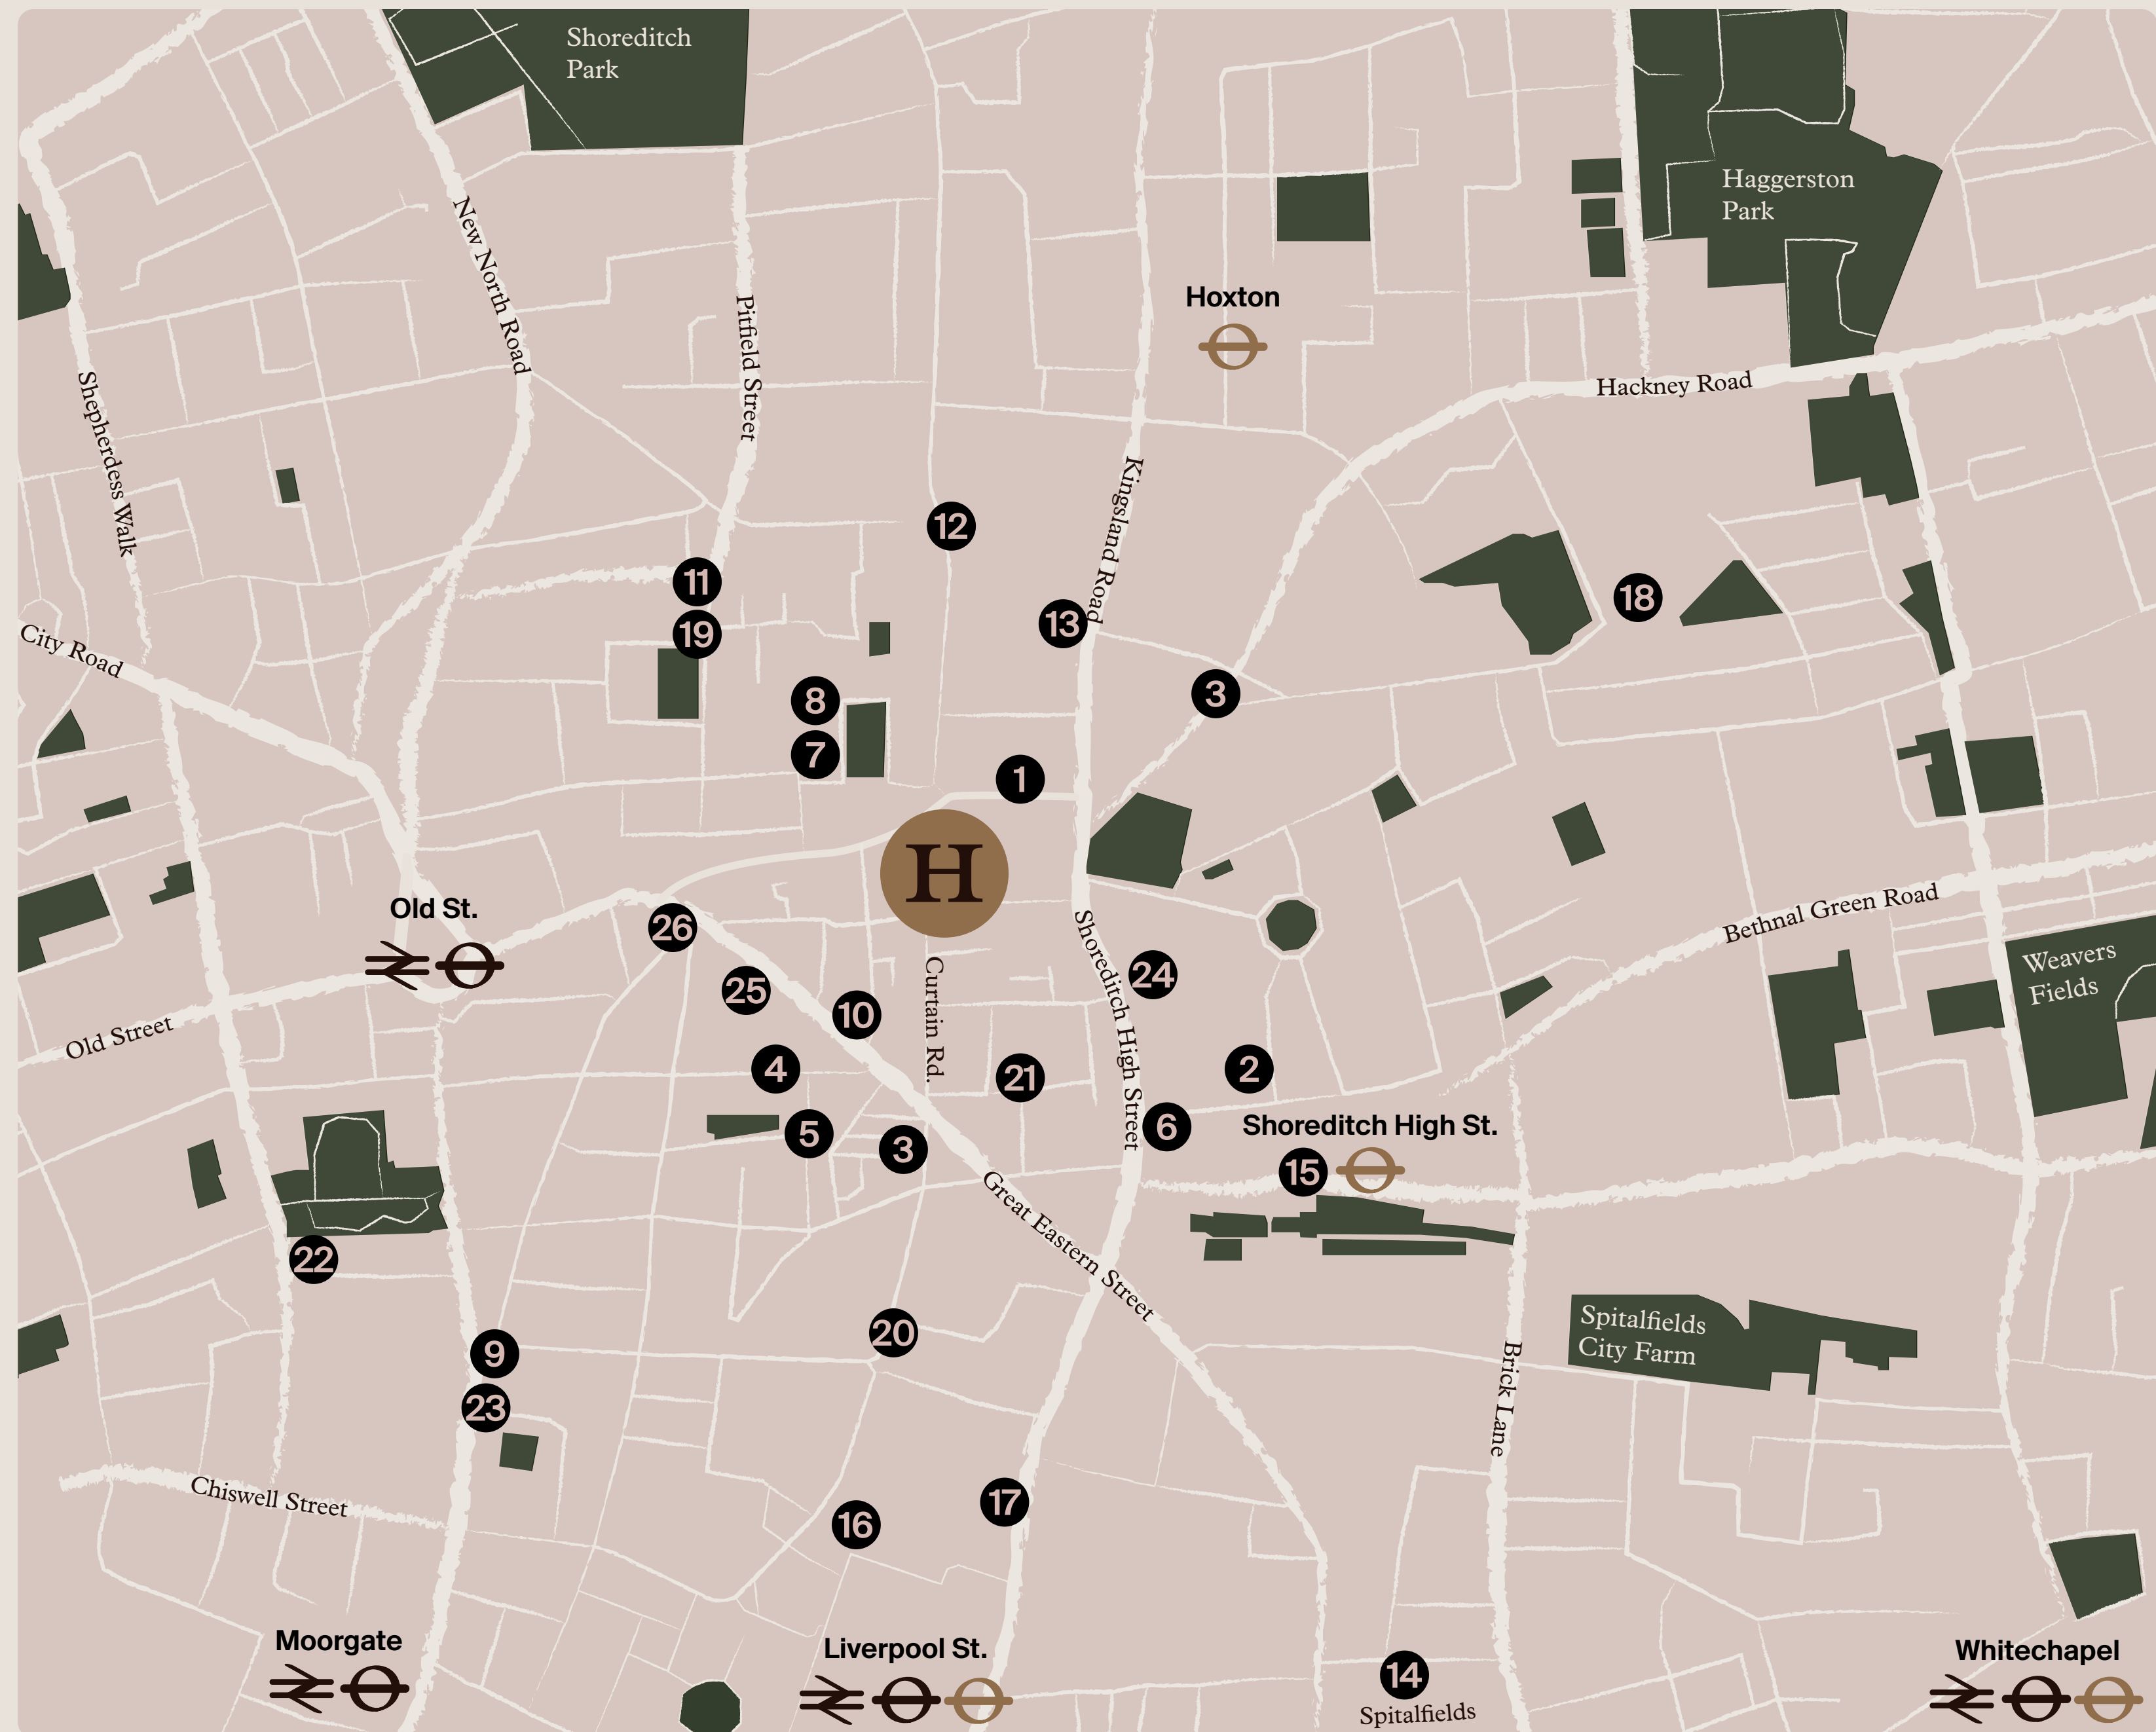 Shoreditch
Park
Haggerston
Park
New North Road
Pitfield Street
Hoxton
Hackney Road
Shepherdess Walk
Kingsland Road
12
11
18
13
19
City Road
3
8
7
1
H
Old St.
26
Bethnal Green Road
Weavers
Fields
24
25
10
Curtain Rd.
Shoreditch High Street
Old Street
4
21
2
5
3
6
Shoreditch High St.
15
Great Eastern Street
22
20
9
Spitalfields
City Farm
23
Brick Lane
Chiswell Street
17
16
Moorgate
Liverpool St.
Whitechapel
14
Spitalfields